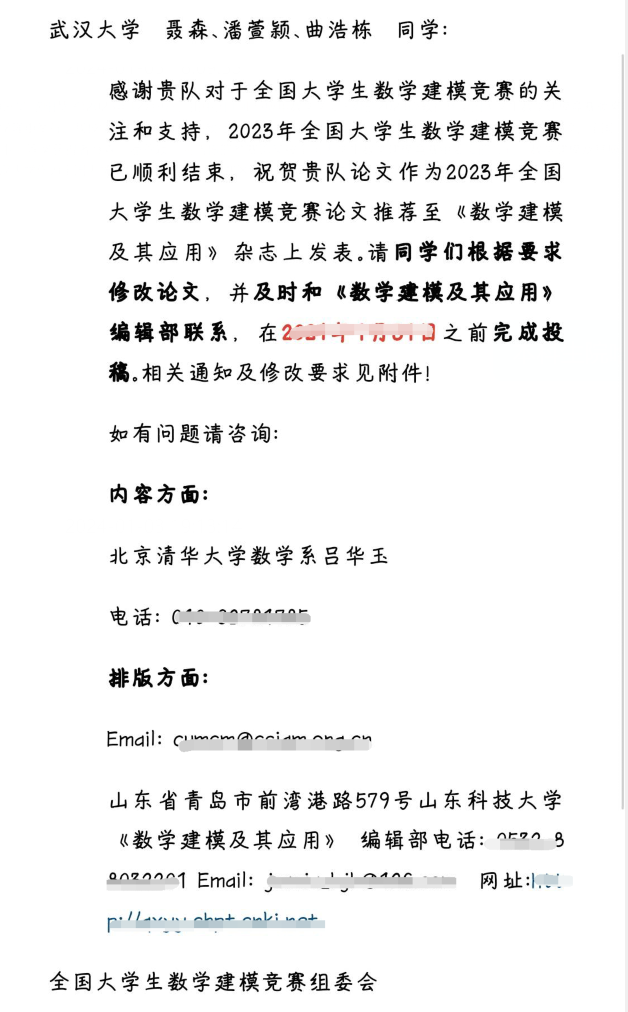 武汉大学 聂森、潘萱颖、曲浩栋 同学：
感谢贵队对于全国大学生数学建模竞赛的关
注和支持，2023年全国大学生数学建模竞赛
已顺利结束，祝贺贵队论文作为2023年全国
大学生数学建模竞赛论文推荐至《数学建模
及其应用》杂志上发表。请同学们根据要求
修改论文，并及时和《数学建模及其应用》
编辑部联系，在 之前完成投
稿。相关通知及修改要求见附件！
如有问题请咨询：
内容方面：
北京清华大学数学系吕华玉
电话：
排版方面：
Email:
山东省青岛市前湾港路579号山东科技大学
《数学建模及其应用》 编辑部电话：
Email: 网址:
全国大学生数学建模竞赛组委会